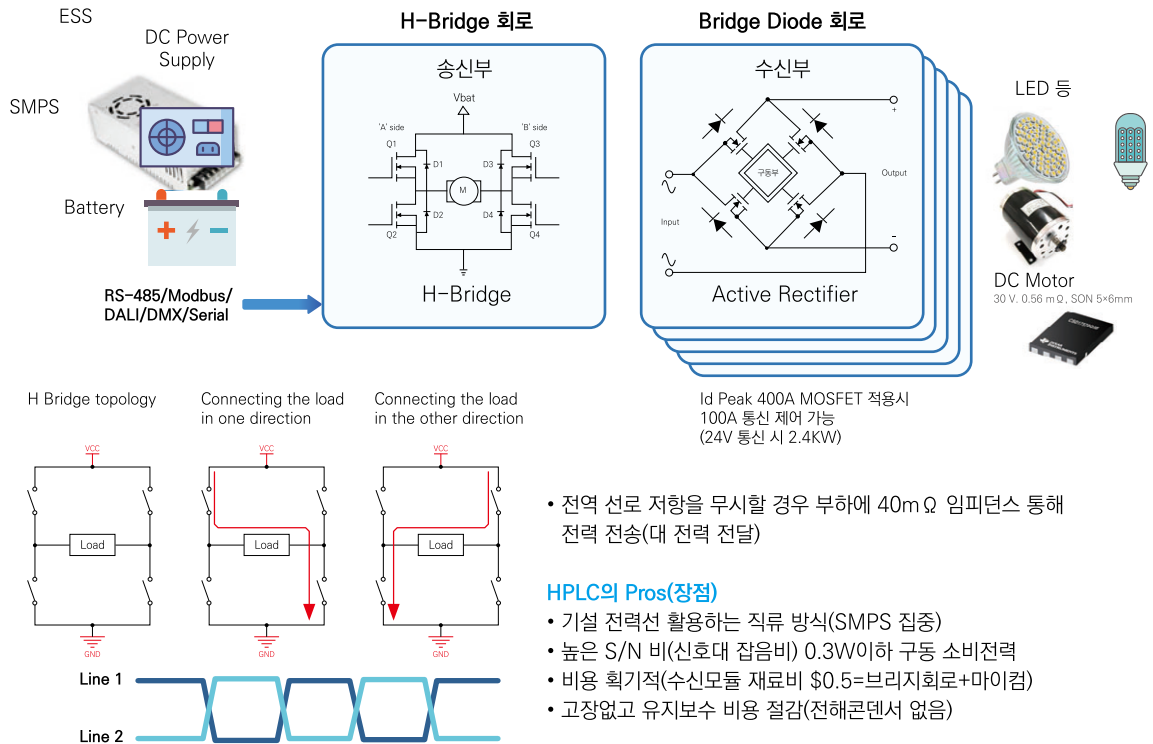 ESS
DC Power
Supply
SMPS
Battery
RS-485/Modbus/
DALI/DMX/Serial
H-Bridge 회로
송신부
Vbat
'A' side
'B' side
Q1
Q3
D1
D3
M
D2
D4
Q2
Q4
H-Bridge
Bridge Diode 회로
수신부
+
구동부
Output
Input
-
Active Rectifier
LED 등
DC Motor
30 V. 0.56 mΩ, SON 5×6mm
Id Peak 400A MOSFET 적용시
100A 통신 제어 가능
(24V 통신 시 2.4KW)
H Bridge topology
Connecting the load
in one direction
Connecting the load
in the other direction
VCC
VCC
VCC
Load
Load
Load
GND
GND
GND
Line 1
Line 2
• 전역 선로 저항을 무시할 경우 부하에 40mΩ 임피던스 통해
전력 전송(대 전력 전달)
HPLC의 Pros(장점)
• 기설 전력선 활용하는 직류 방식(SMPS 집중)
• 높은 S/N 비(신호대 잡음비) 0.3W이하 구동 소비전력
• 비용 획기적(수신모듈 재료비 $0.5=브리지회로+마이컴)
• 고장없고 유지보수 비용 절감(전해콘덴서 없음)